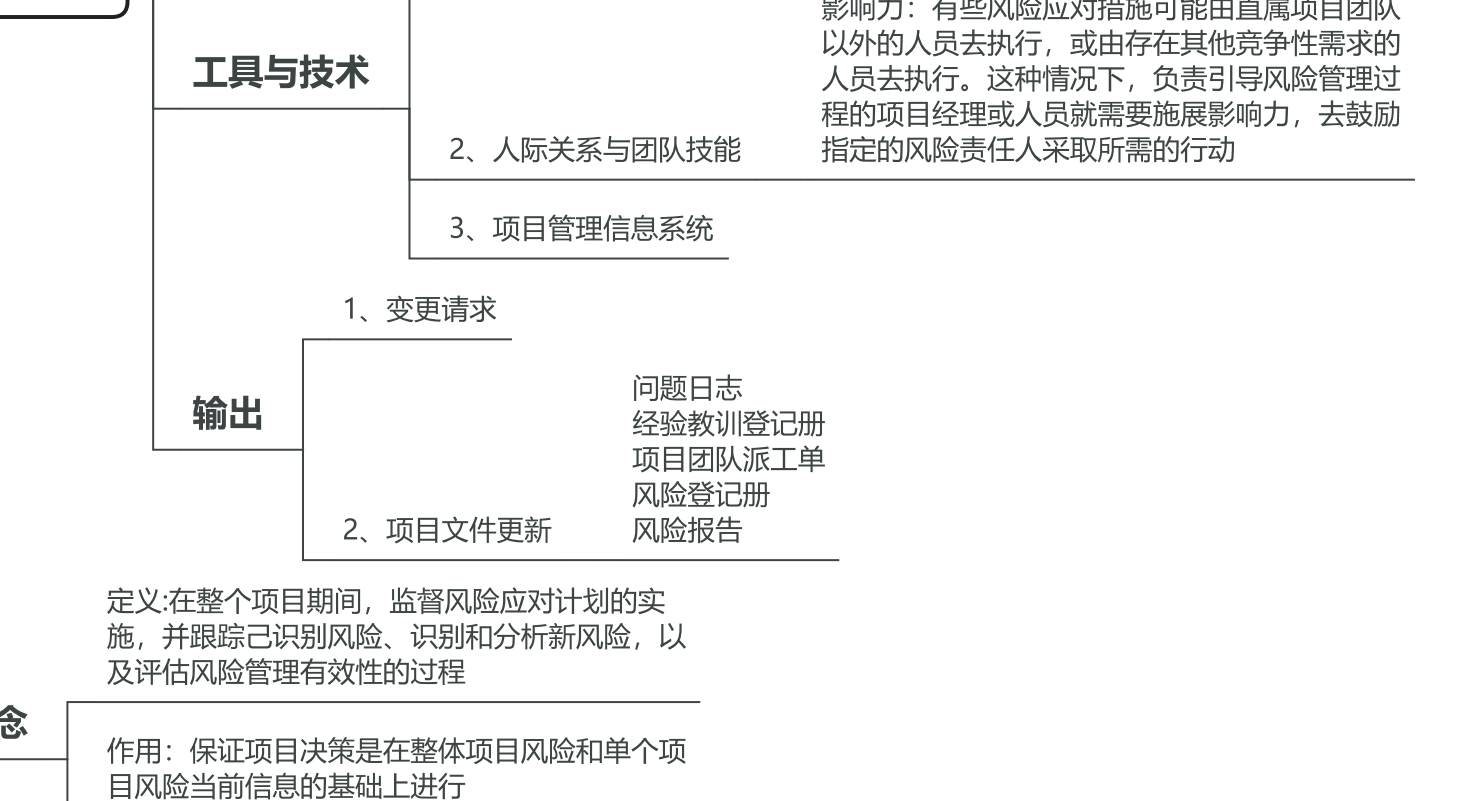 影响力：有些风险应对措施可能由直属项目团队
以外的人员去执行，或由存在其他竞争性需求的
人员去执行。这种情况下，负责引导风险管理过
程的项目经理或人员就需要施展影响力，去鼓励
指定的风险责任人采取所需的行动
工具与技术
2、人际关系与团队技能
3、项目管理信息系统
1、变更请求
输出
问题日志
经验教训登记册
项目团队派工单
风险登记册
风险报告
2、项目文件更新
定义:在整个项目期间，监督风险应对计划的实
施，并跟踪己识别风险、识别和分析新风险，以
及评估风险管理有效性的过程
念
作用：保证项目决策是在整体项目风险和单个项
目风险当前信息的基础上进行